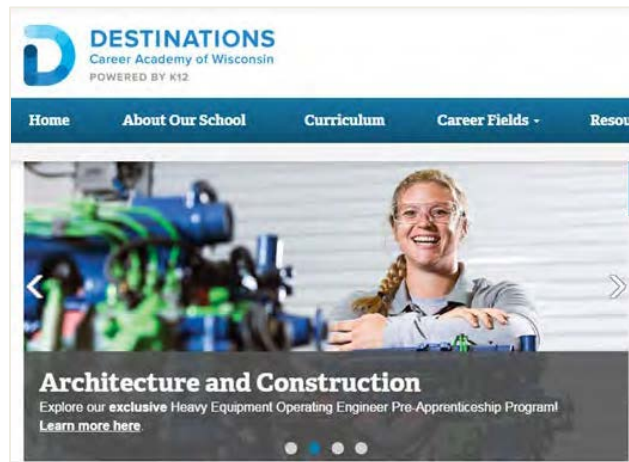 DESTINATIONS
Career Academy of Wisconsin
POWERED BY K12
Home About Our School Curriculum Career Fields Resou
Architecture and Construction
Explore our exclusive Heavy Equipment Operating Engineer Pre-Apprenticeship Program!
Learn more here.